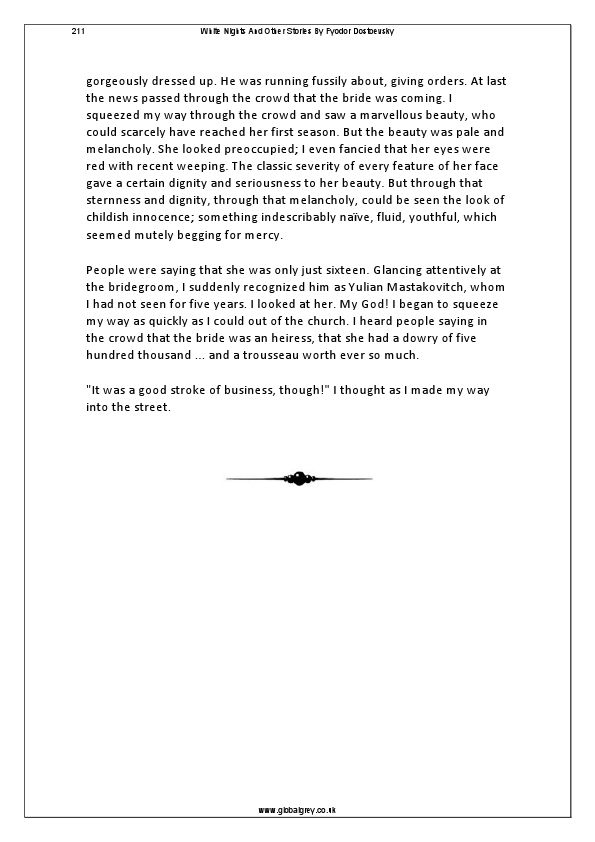 211
White Nights And Other Stories By Fyodor Dostoevsky
gorgeously dressed up. He was running fussily about, giving orders. At last
the news passed through the crowd that the bride was coming. I
squeezed my way through the crowd and saw a marvellous beauty, who
could scarcely have reached her first season. But the beauty was pale and
melancholy. She looked preoccupied; I even fancied that her eyes were
red with recent weeping. The classic severity of every feature of her face
gave a certain dignity and seriousness to her beauty. But through that
sternness and dignity, through that melancholy, could be seen the look of
childish innocence; something indescribably naïve, fluid, youthful, which
seemed mutely begging for mercy.
People were saying that she was only just sixteen. Glancing attentively at
the bridegroom, I suddenly recognized him as Yulian Mastakovitch, whom
I had not seen for five years. I looked at her. My God! I began to squeeze
my way as quickly as I could out of the church. I heard people saying in
the crowd that the bride was an heiress, that she had a dowry of five
hundred thousand ... and a trousseau worth ever so much.
"It was a good stroke of business, though!" I thought as I made my way
into the street.
www.globalgrey.co.uk